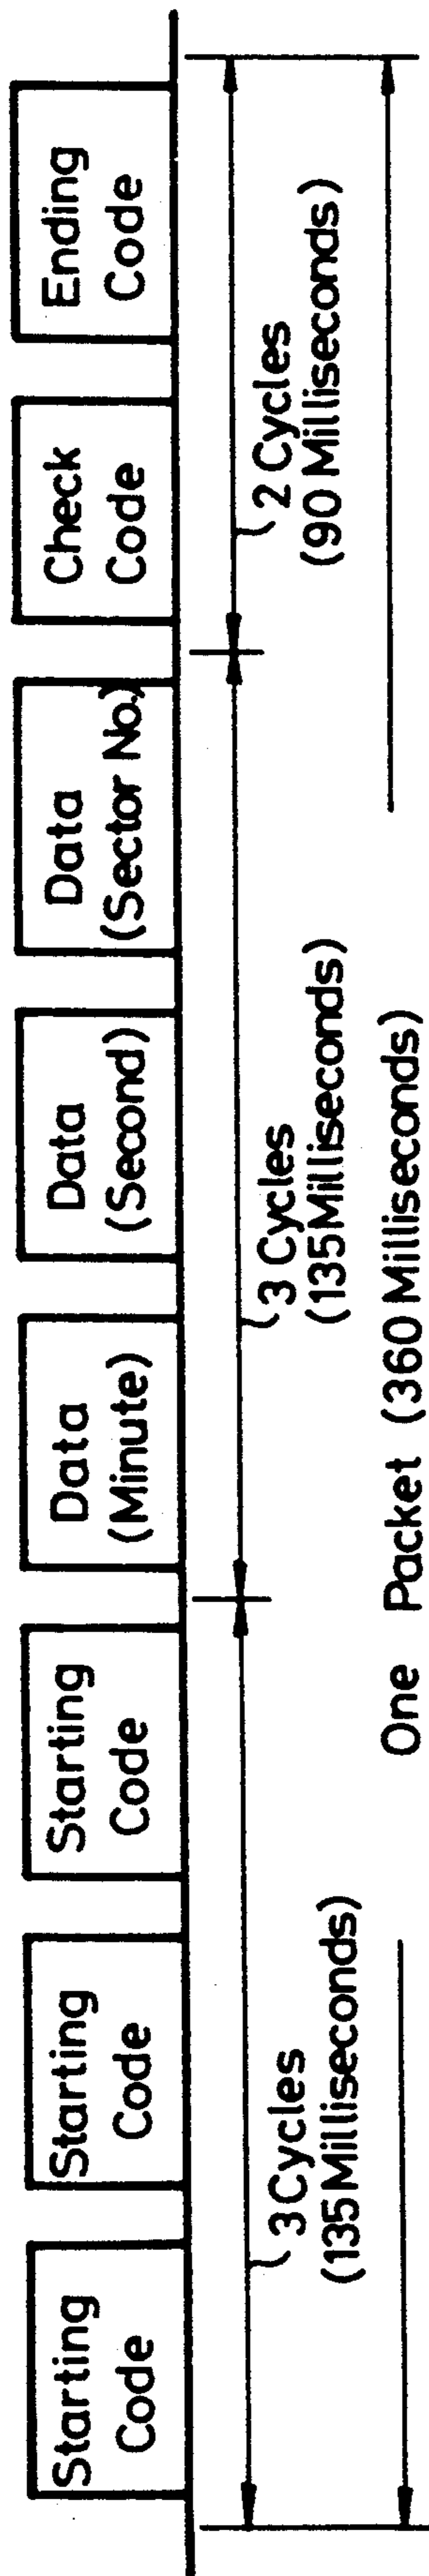 Starting
Code
Starting
Code
Starting
Code
Data
(Minute)
Data
(Second)
Data
(Sector No.)
Check
Code
Ending
Code
3 Cycles
(135 Milliseconds)
3 Cycles
(135 Milliseconds)
2 Cycles
(90 Milliseconds)
One Packet (360 Milliseconds)